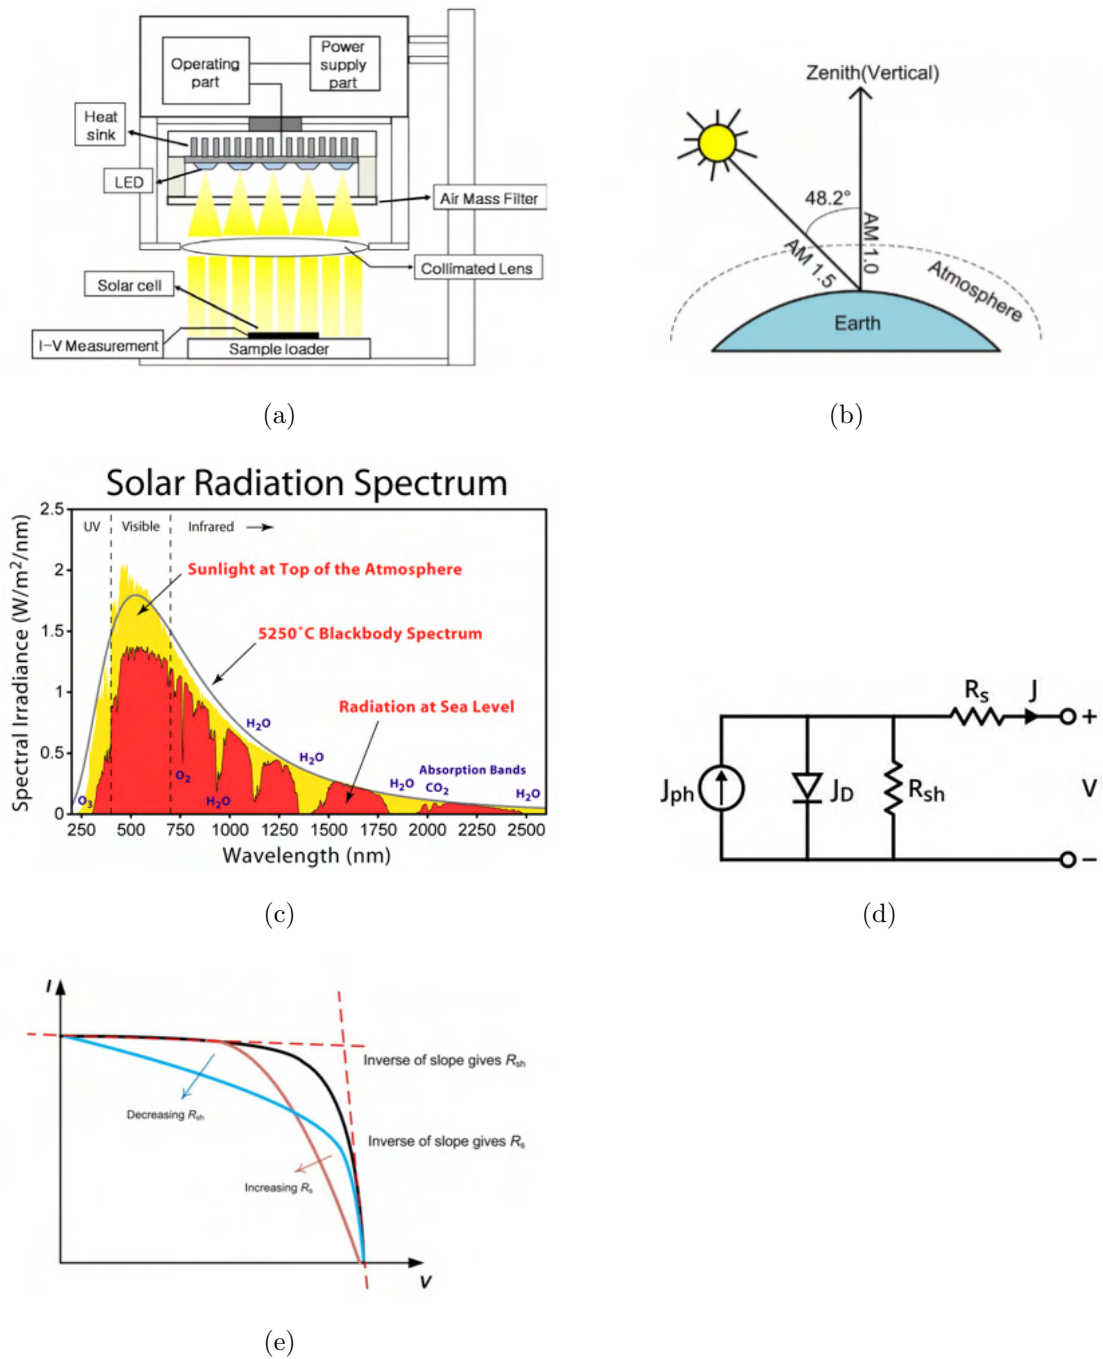 Operating
part
Power
supply
part
Heat
sink
LED
Air Mass Filter
Collimated Lens
Solar cell
I-V Measurement
Sample loader
(a)
Zenith(Vertical)
48.2°
AM 1.5
AM 1.0
Atmosphere
Earth
(b)
Solar Radiation Spectrum
UV
Visible
Infrared
Sunlight at Top of the Atmosphere
5250°C Blackbody Spectrum
Radiation at Sea Level
H2O
H2O
H2O
Absorption Bands
CO2
H2O
O3
O2
H2O
Spectral Irradiance (W/m²/nm)
2.5
2
1.5
1
0.5
0
250 500 750 1000 1250 1500 1750 2000 2250 2500
Wavelength (nm)
(c)
Rs
J
+
Jph
JD
Rsh
V
−
(d)
I
Inverse of slope gives Rsh
Decreasing Rsh
Inverse of slope gives Rs
Increasing Rs
V
(e)